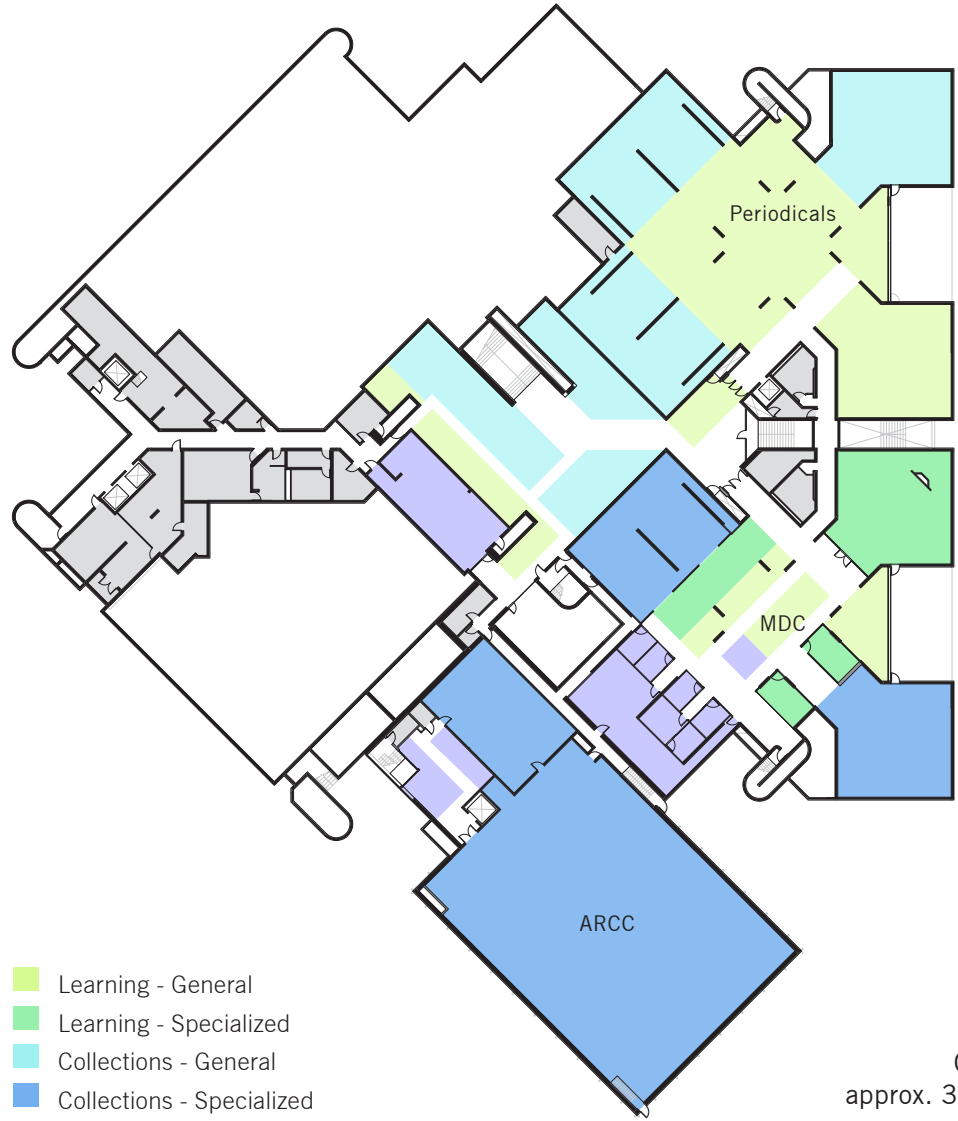 Periodicals
MDC
ARCC
Learning - General
Learning - Specialized
Collections - General
Collections - Specialized
approx. 3